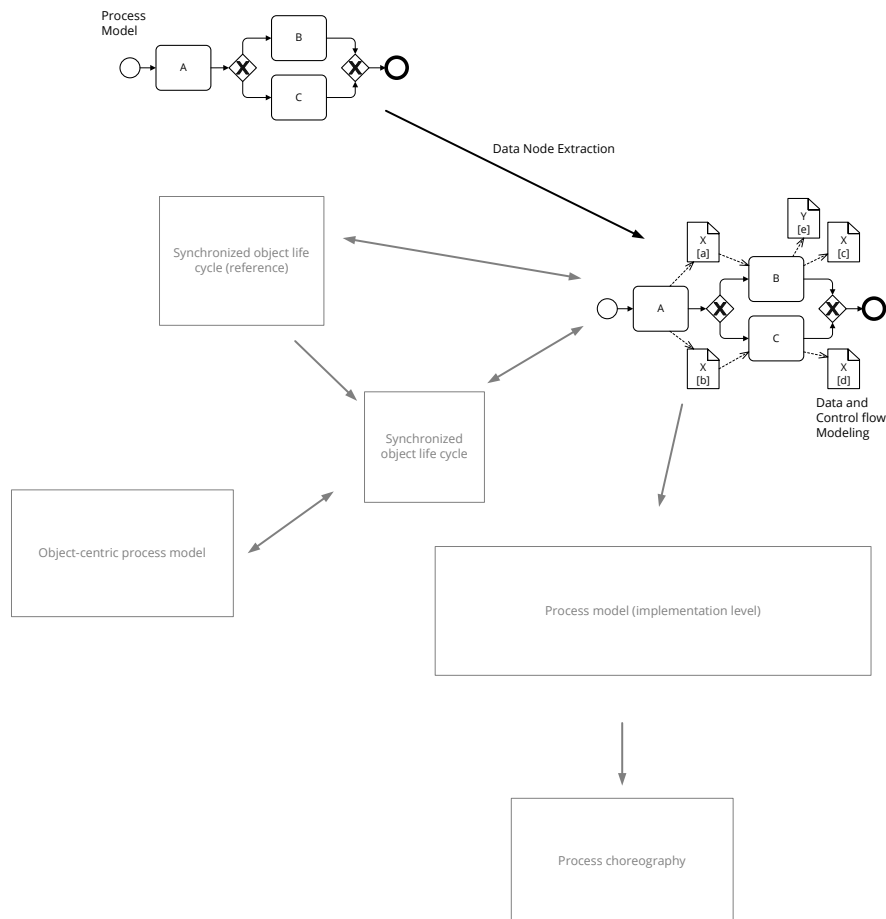 Process
Model
A
B
C
Data Node Extraction
Synchronized object life
cycle (reference)
X
[a]
Y
[e]
X
[c]
A
B
C
X
[b]
X
[d]
Data and
Control flow
Modeling
Synchronized
object life cycle
Object-centric process model
Process model (implementation level)
Process choreography